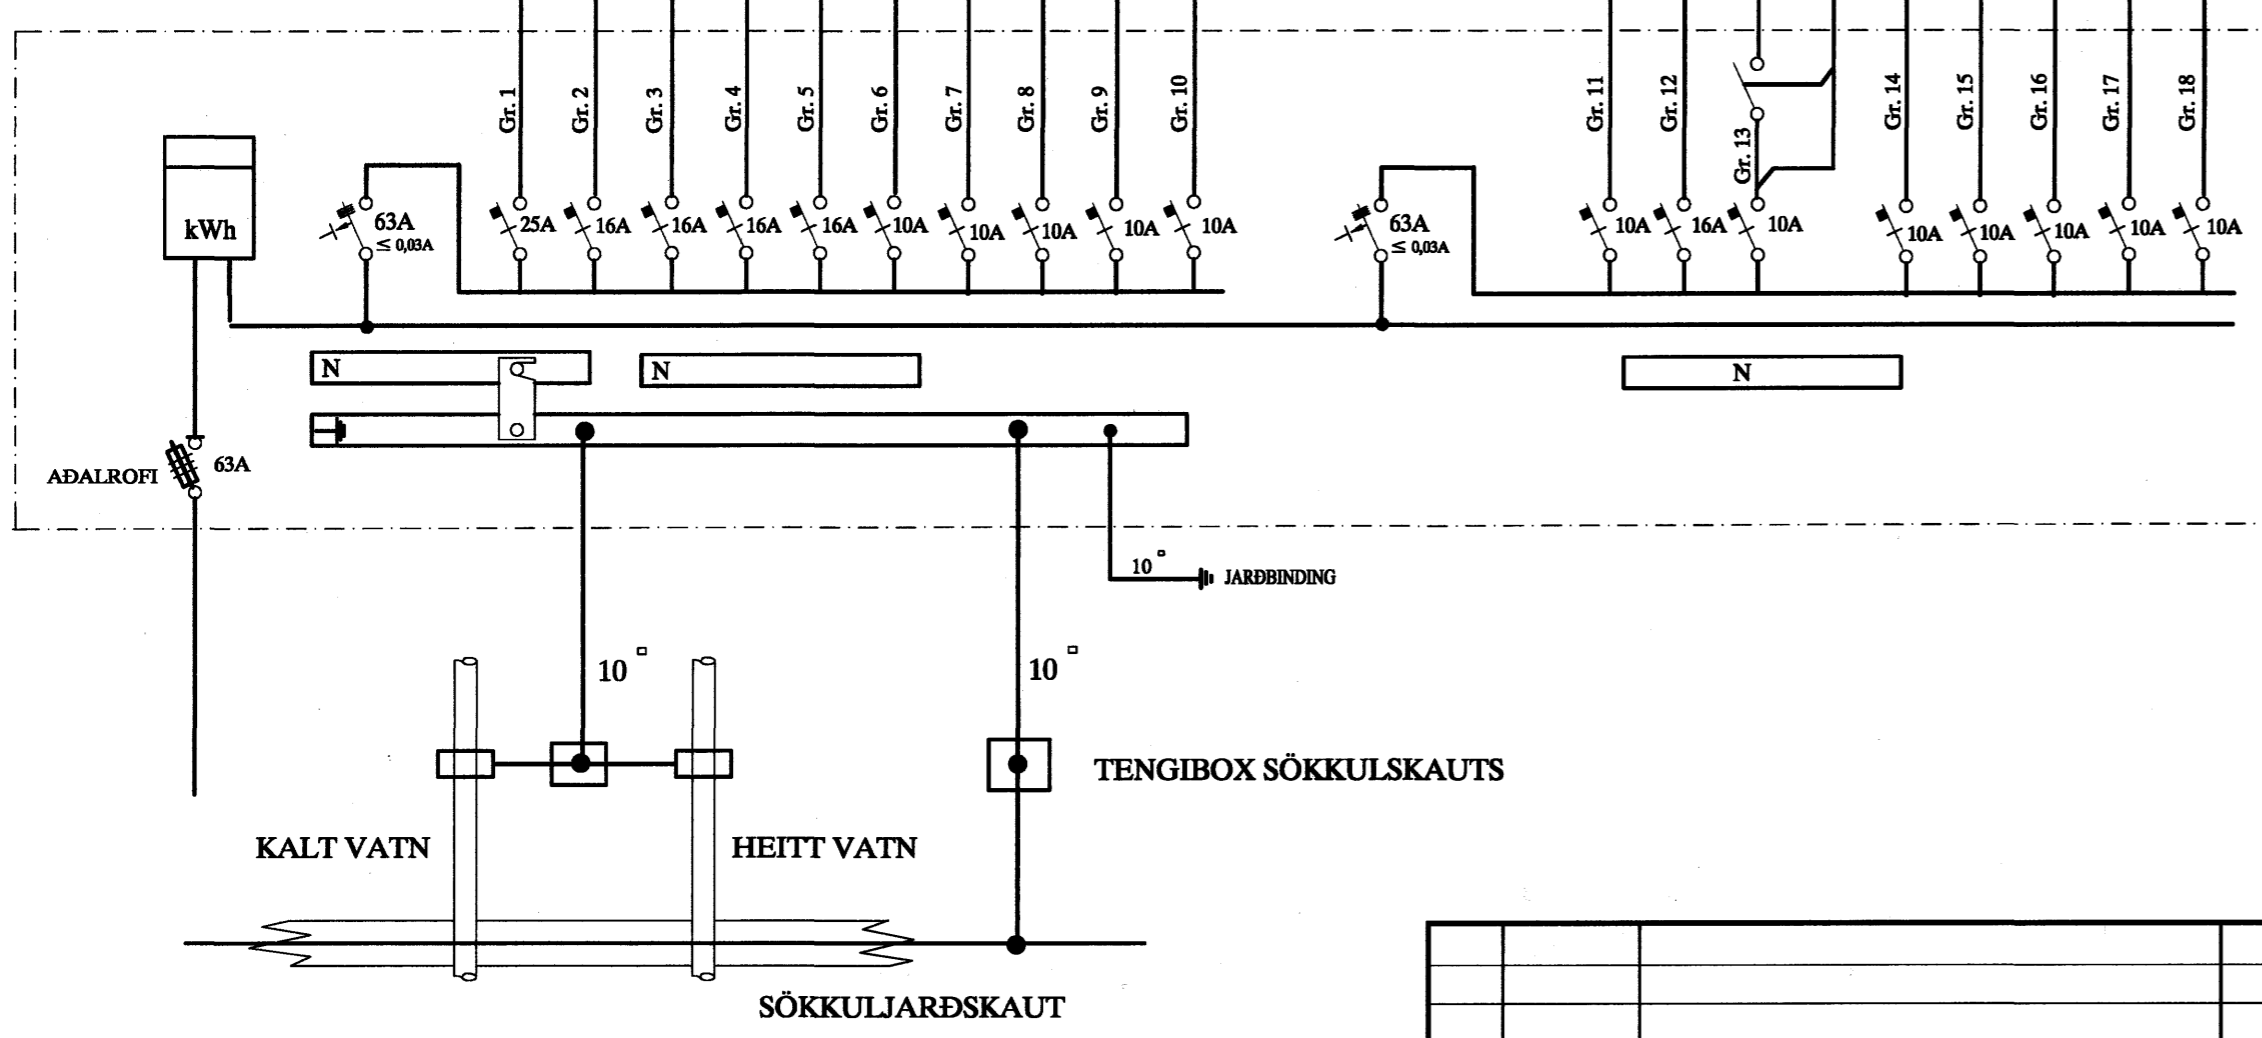 Gr. 1
Gr. 2
Gr. 3
Gr. 4
Gr. 5
Gr. 6
Gr. 7
Gr. 8
Gr. 9
Gr. 10
Gr. 11
Gr. 12
Gr. 13
Gr. 14
Gr. 15
Gr. 16
Gr. 17
Gr. 18
kWh
63A
≤ 0,03A
25A
16A
16A
16A
16A
10A
10A
10A
10A
10A
63A
≤ 0,03A
10A
16A
10A
10A
10A
10A
10A
10A
N
N
N
AÐALROFI
63A
10 □
JARÐBINDING
10 □
10 □
TENGIBOX SÖKKULSKAUTS
KALT VATN
HEITT VATN
SÖKKULJARÐSKAUT